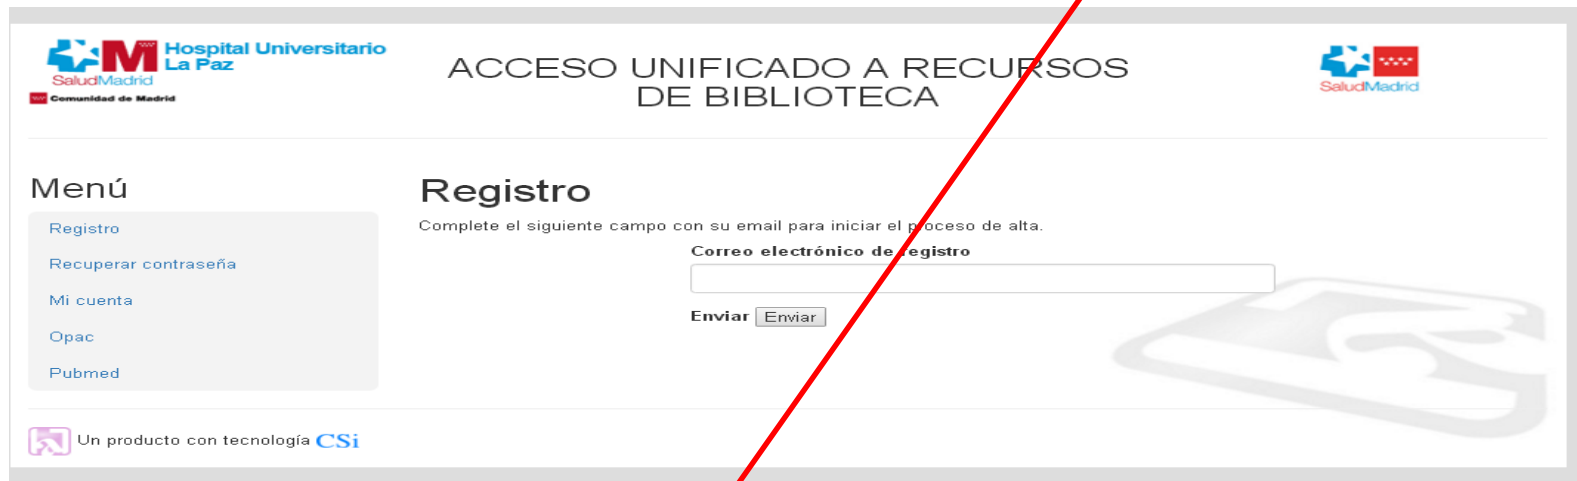 Hospital Universitario
La Paz
SaludMadrid
Comunidad de Madrid
ACCESO UNIFICADO A RECURSOS
DE BIBLIOTECA
SaludMadrid
Menú
Registro
Recuperar contraseña
Mi cuenta
Opac
Pubmed
Registro
Complete el siguiente campo con su email para iniciar el proceso de alta.
Correo electrónico de registro
Enviar Enviar
Un producto con tecnología CSi